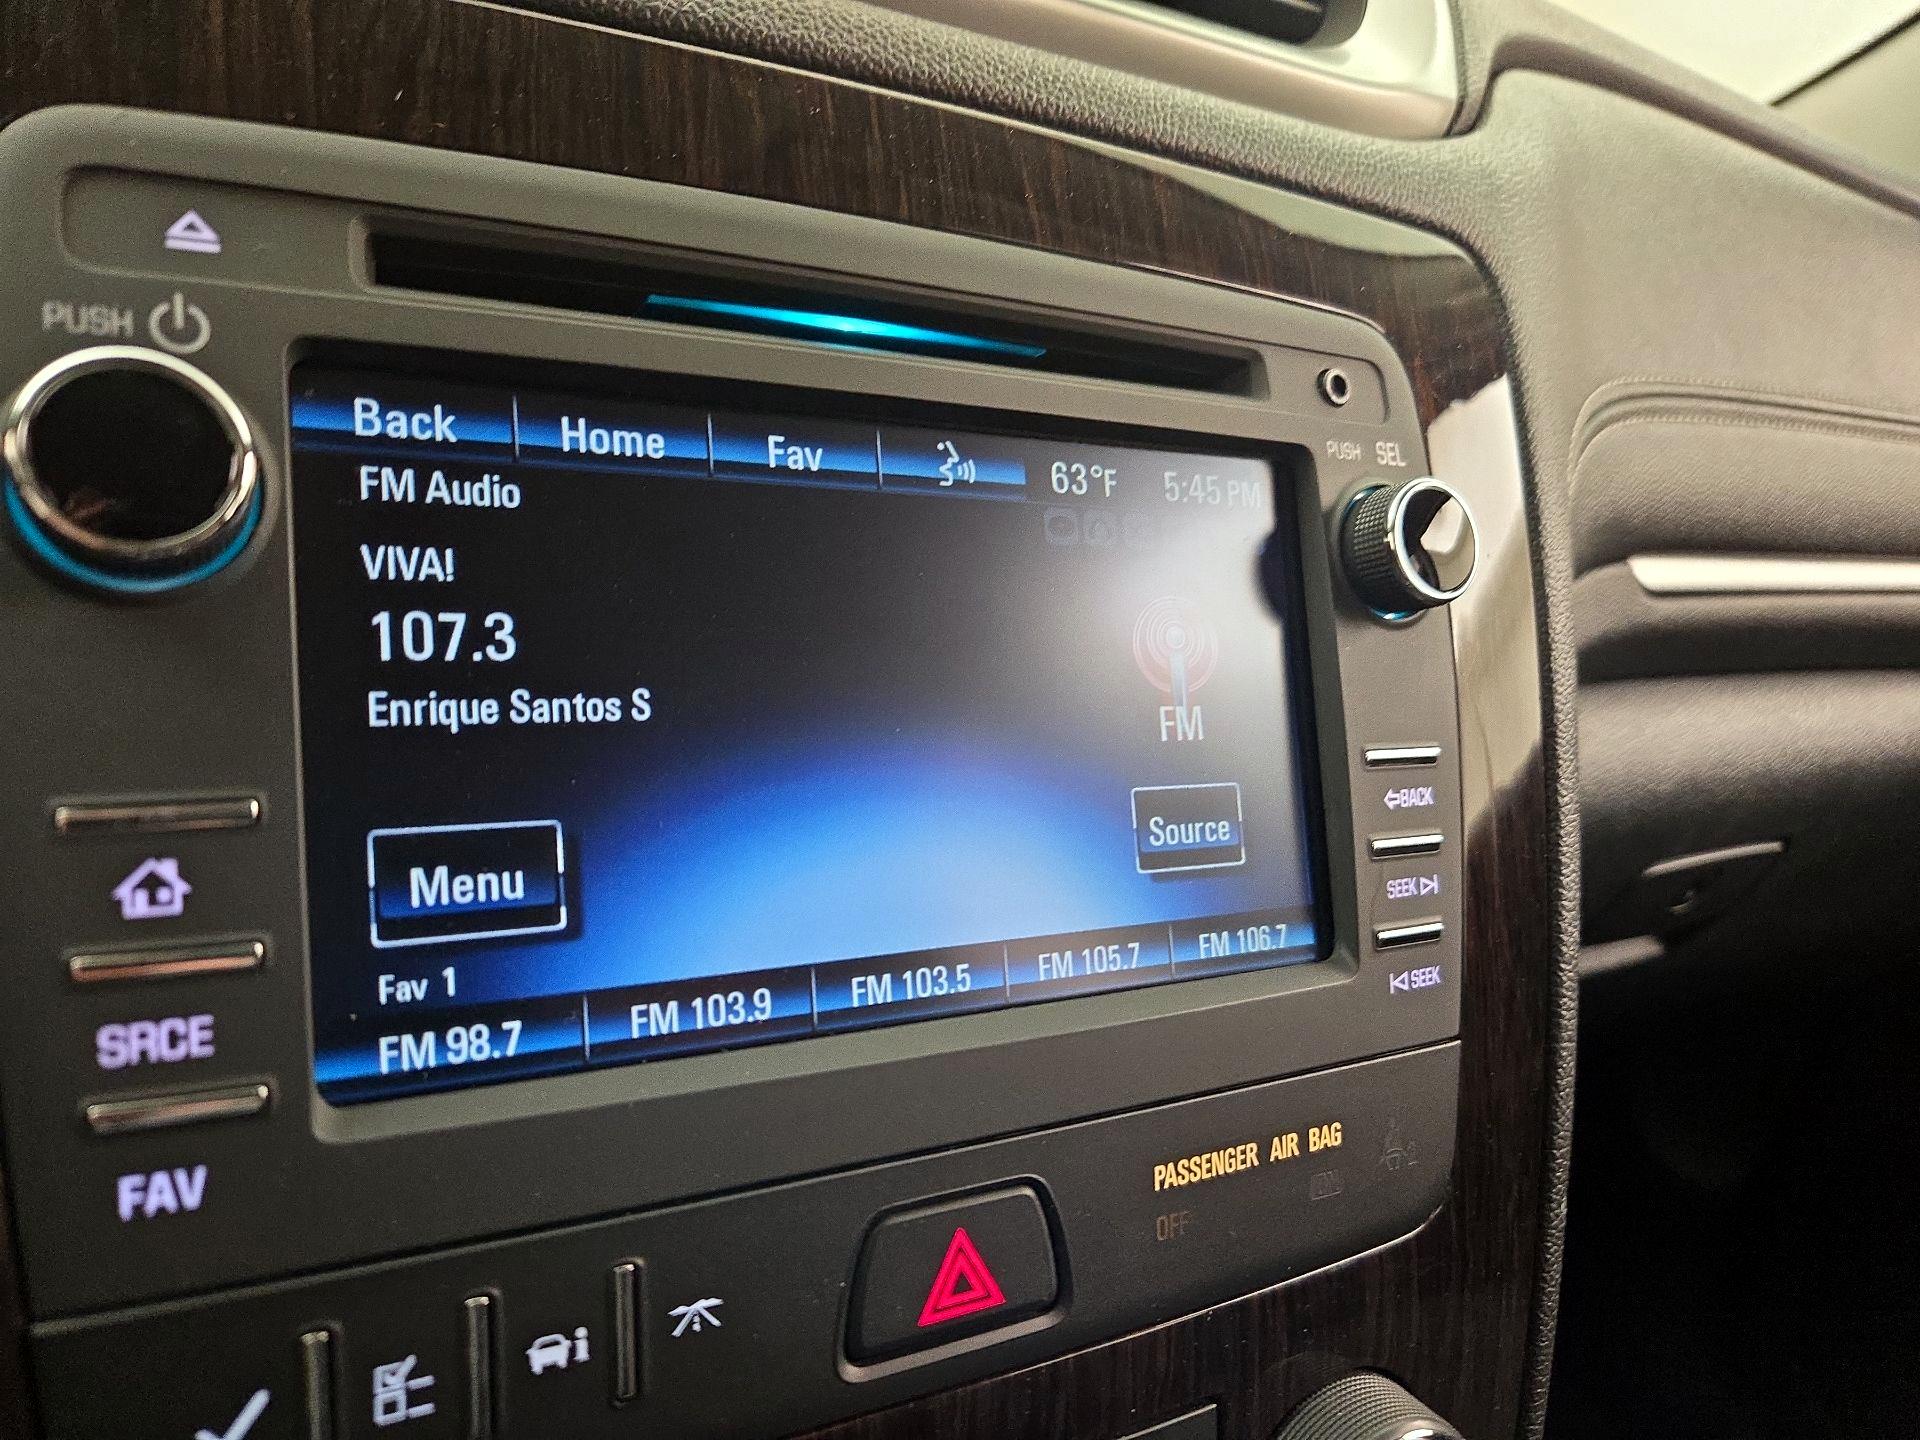 PUSH
PUSH SEL
Back Home Fav 63°F 5:45 PM
FM Audio
VIVA!
107.3
Enrique Santos S
FM
Menu
Source
Fav 1
FM 98.7 FM 103.9 FM 103.5 FM 105.7 FM 106.7
SRCE
FAV
BACK
SEEK
SEEK
PASSENGER AIR BAG
OFF
ON